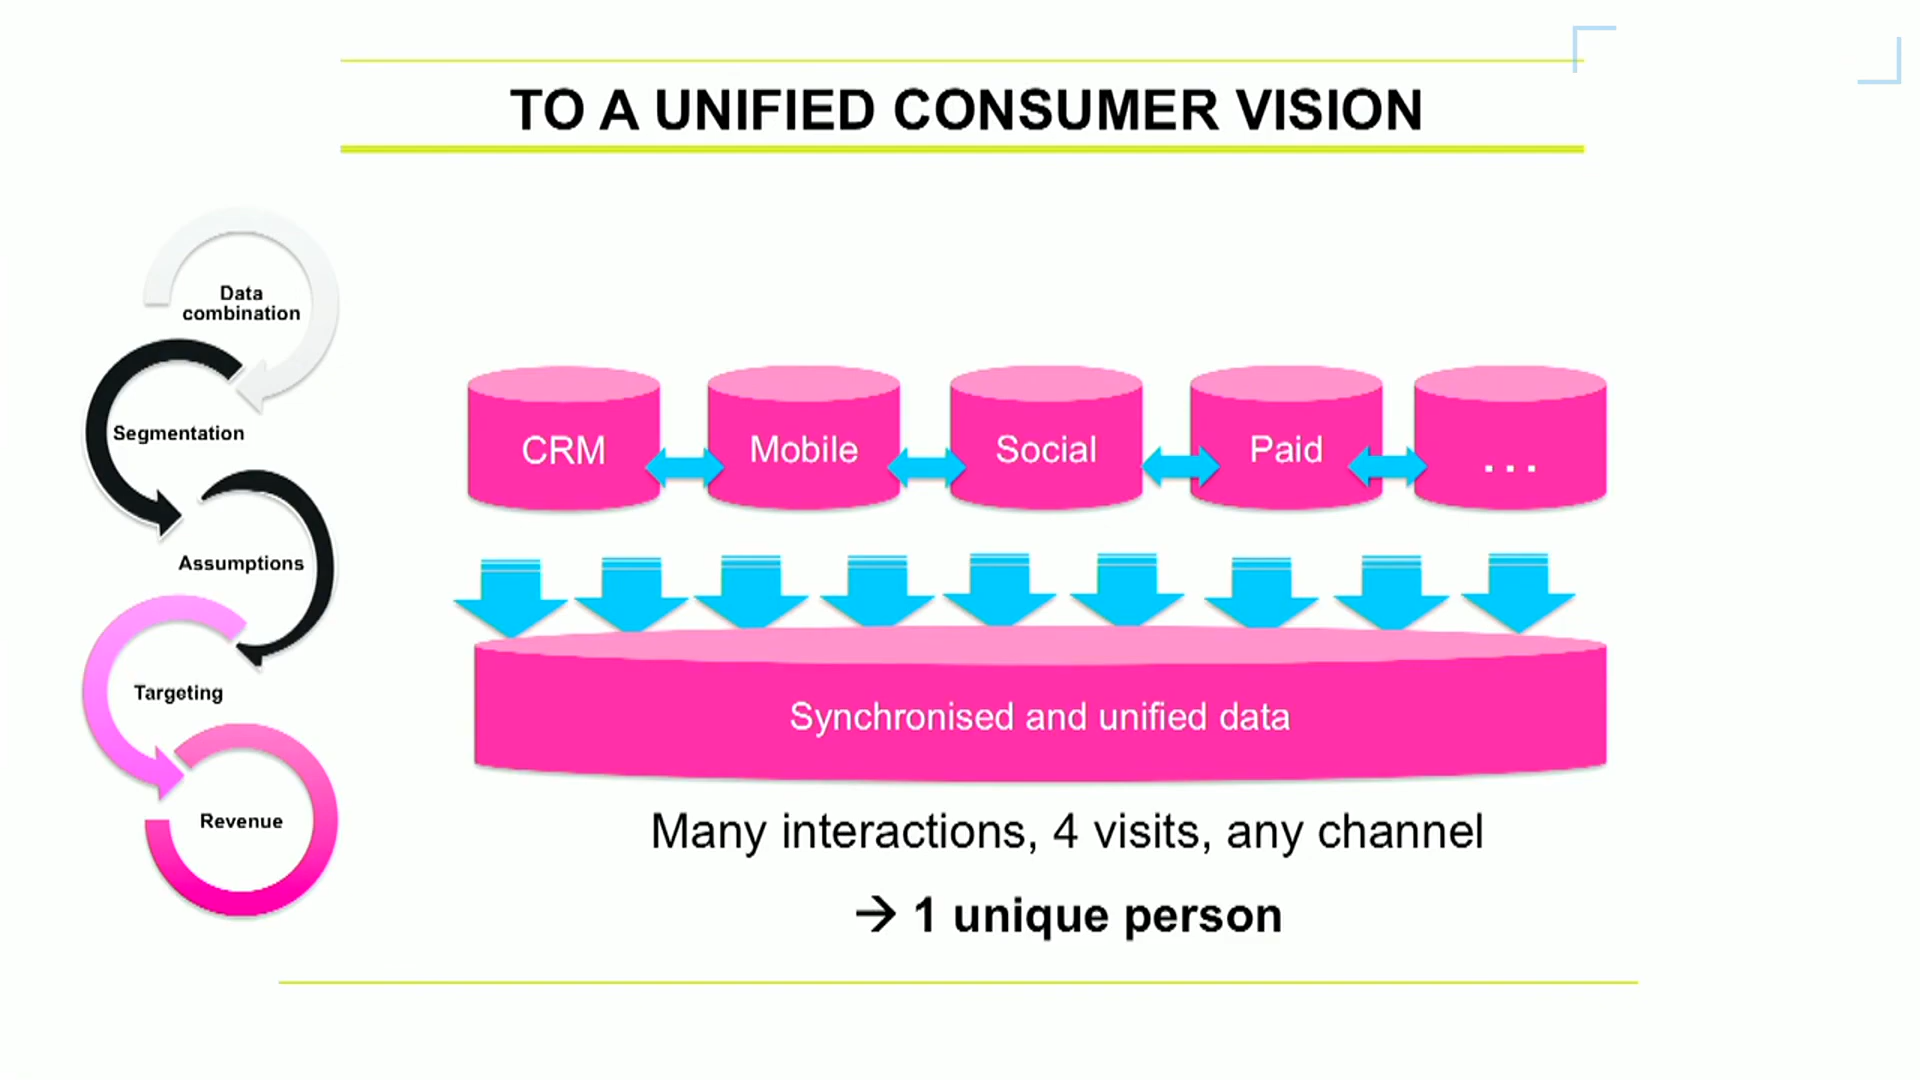 TO A UNIFIED CONSUMER VISION
Data
combination
Segmentation
Assumptions
Targeting
Revenue
CRM
Mobile
Social
Paid
...
Synchronised and unified data
Many interactions, 4 visits, any channel
→ 1 unique person